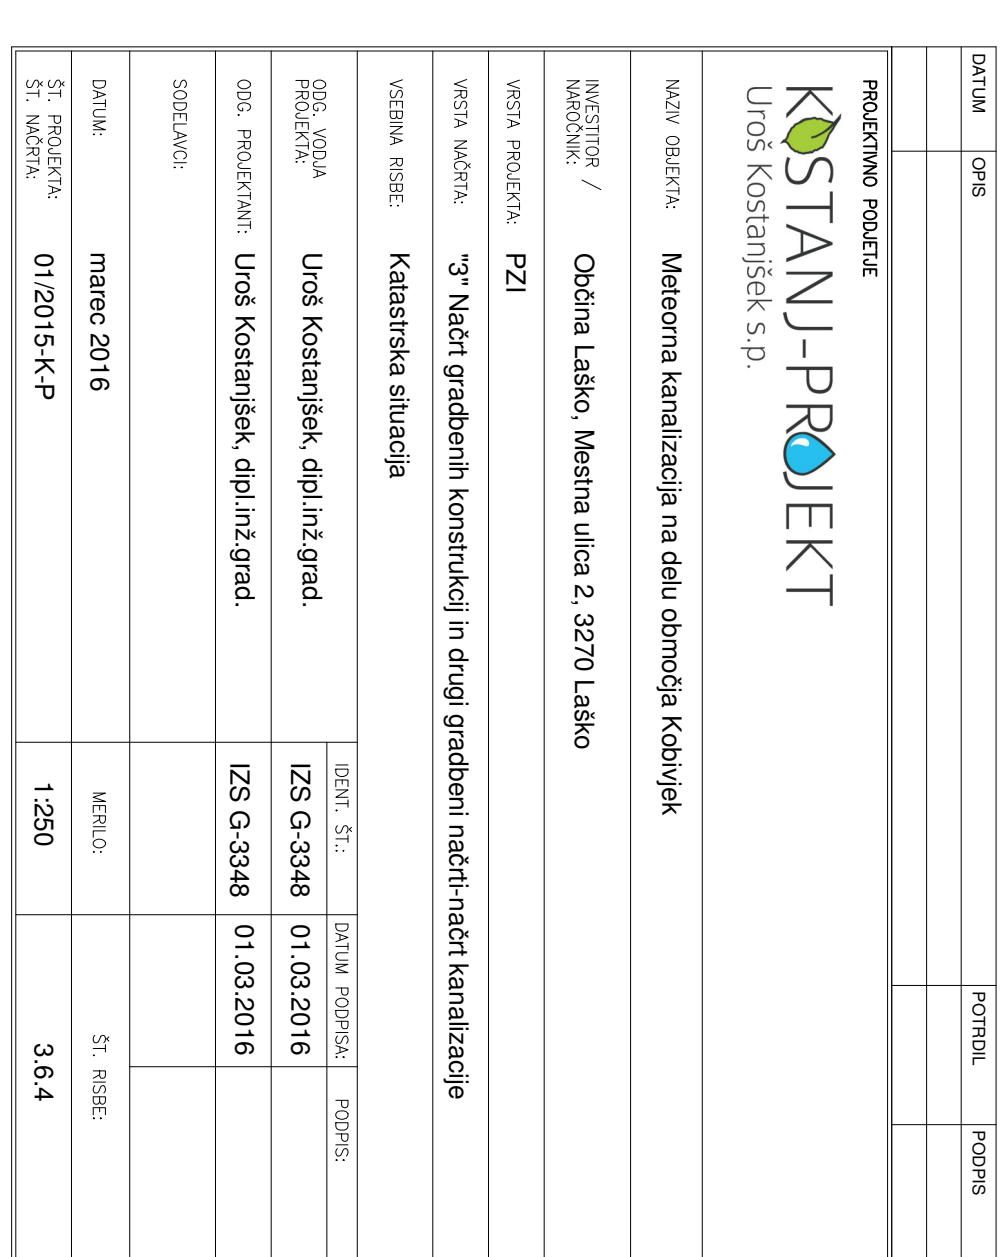 DATUM OPIS POTRDIL PODPIS
PROJEKTIVNO PODJETJE
KOSTANJ-PROJEKT
Uroš Kostanjšek s.p.
NAZIV OBJEKTA: Meteorna kanalizacija na delu območja Kobivjek
INVESTITOR /
NAROČNIK: Občina Laško, Mestna ulica 2, 3270 Laško
VRSTA PROJEKTA: PZI
VRSTA NAČRTA: "3" Načrt gradbenih konstrukcij in drugi gradbeni načrti-načrt kanalizacije
VSEBINA RISBE: Katastrska situacija
IDENT. ŠT.: DATUM PODPISA: PODPIS:
ODG. VODJA
PROJEKTA: Uroš Kostanjšek, dipl.inž.grad. IZS G-3348 01.03.2016
ODG. PROJEKTANT: Uroš Kostanjšek, dipl.inž.grad. IZS G-3348 01.03.2016
SODELAVCI:
DATUM: marec 2016 MERILO: ŠT. RISBE:
ŠT. PROJEKTA:
ŠT. NAČRTA: 01/2015-K-P 1:250 3.6.4